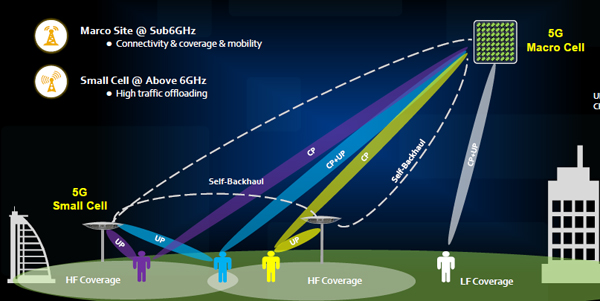 Marco Site @ Sub6GHz
• Connectivity & coverage & mobility
Small Cell @ Above 6GHz
• High traffic offloading
5G
Macro Cell
CP
CP+UP
CP
Self-Backhaul
CP+UP
Self-Backhaul
5G
Small Cell
UP
UP
UP
HF Coverage
HF Coverage
LF Coverage